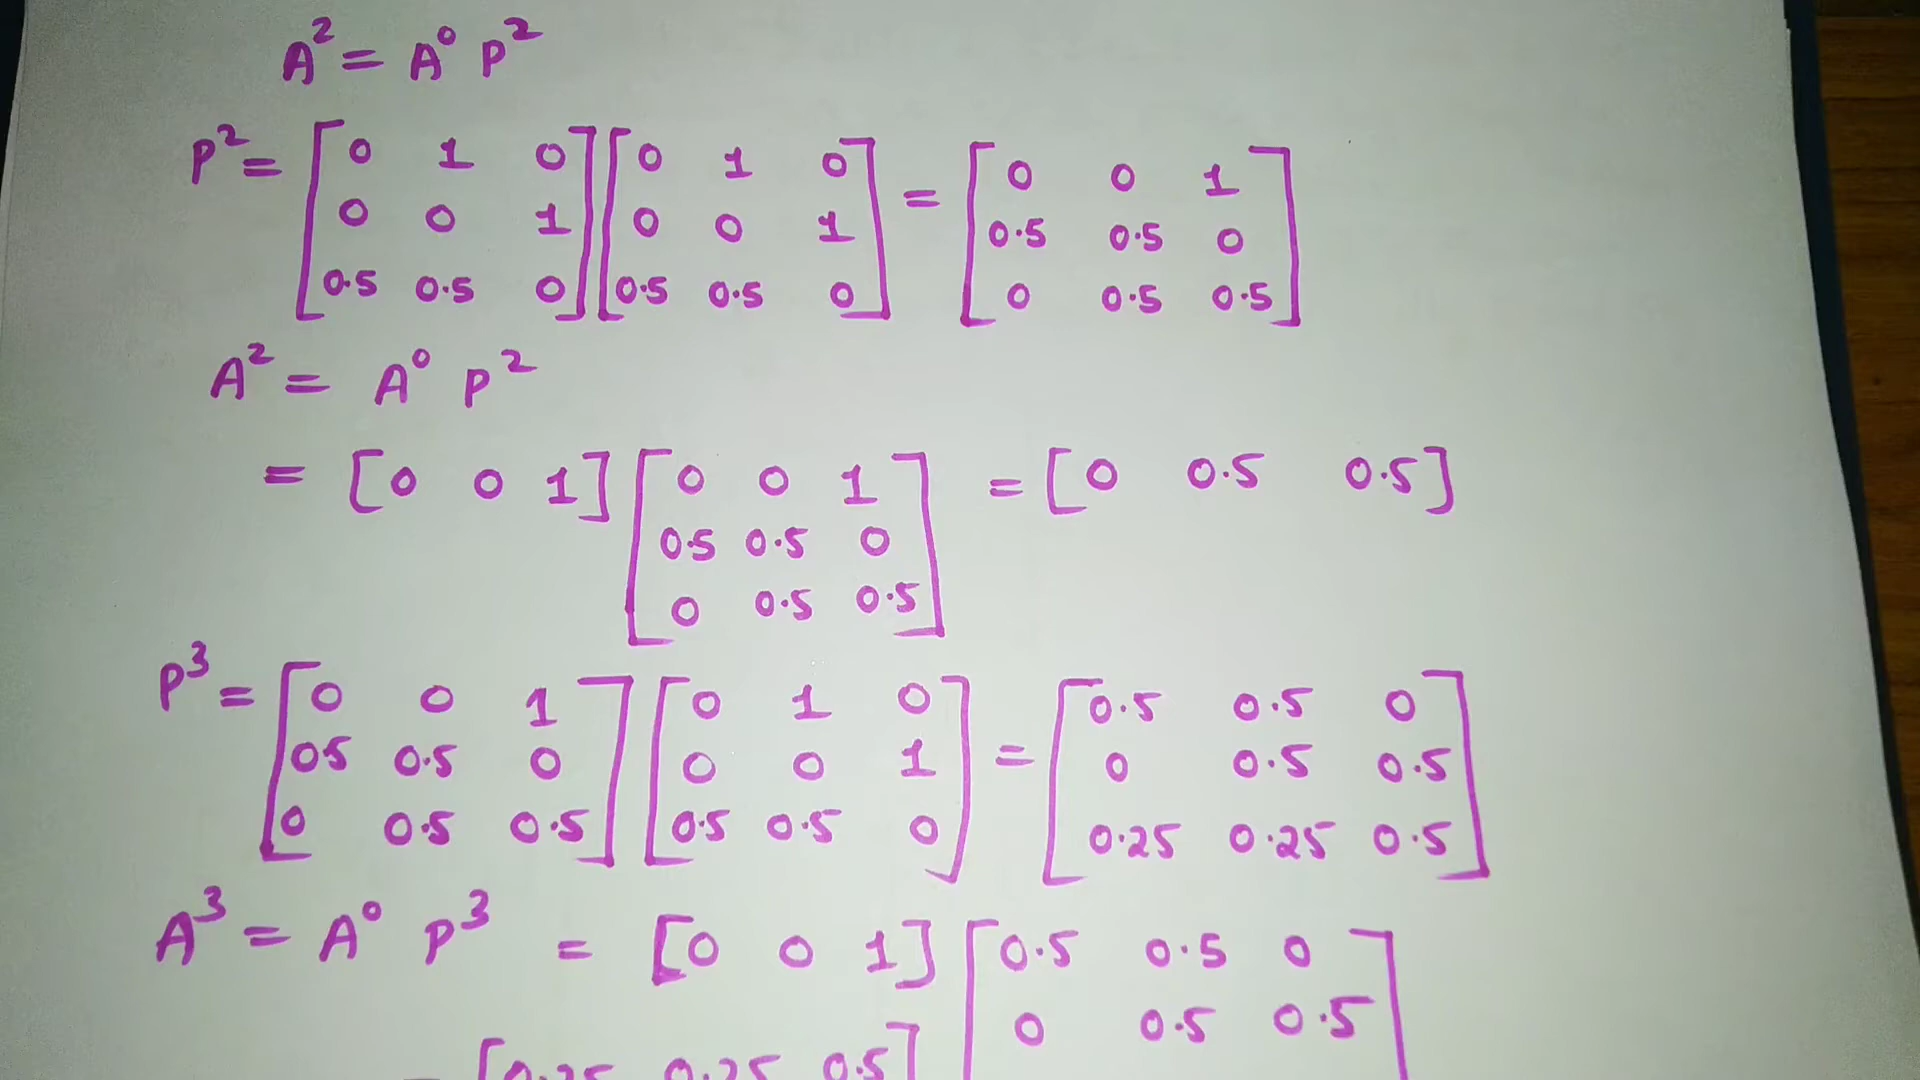 A² = A⁰ P²
P² = [0 1 0] [0 1 0] = [0 0 1]
[0 0 1] [0 0 1] [0.5 0.5 0]
[0.5 0.5 0] [0.5 0.5 0] [0 0.5 0.5]
A² = A⁰ P²
= [0 0 1] [0 0 1] = [0 0.5 0.5]
[0.5 0.5 0]
[0 0.5 0.5]
P³ = [0 0 1] [0 1 0] = [0.5 0.5 0]
[0.5 0.5 0] [0 0 1] [0 0.5 0.5]
[0 0.5 0.5] [0.5 0.5 0] [0.25 0.25 0.5]
A³ = A⁰ P³ = [0 0 1] [0.5 0.5 0]
[0 0.5 0.5]
= [0.25 0.25 0.5]